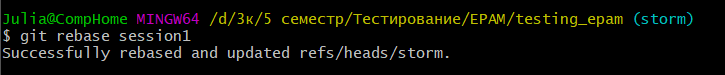 Julia@CompHome MINGW64 /d/3к/5 семестр/Тестирование/EPAM/testing_epam (storm)
$ git rebase session1
Successfully rebased and updated refs/heads/storm.